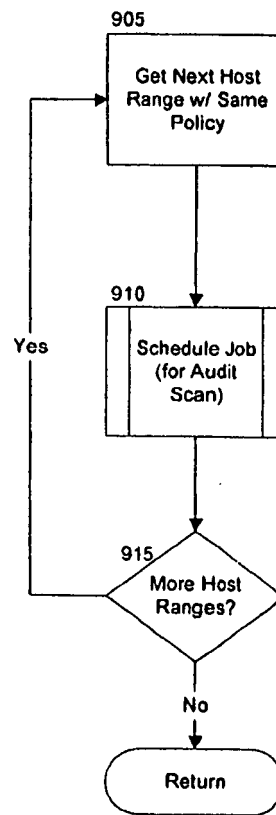 905
Get Next Host
Range w/ Same
Policy
910
Schedule Job
(for Audit
Scan)
Yes
915
More Host
Ranges?
No
Return